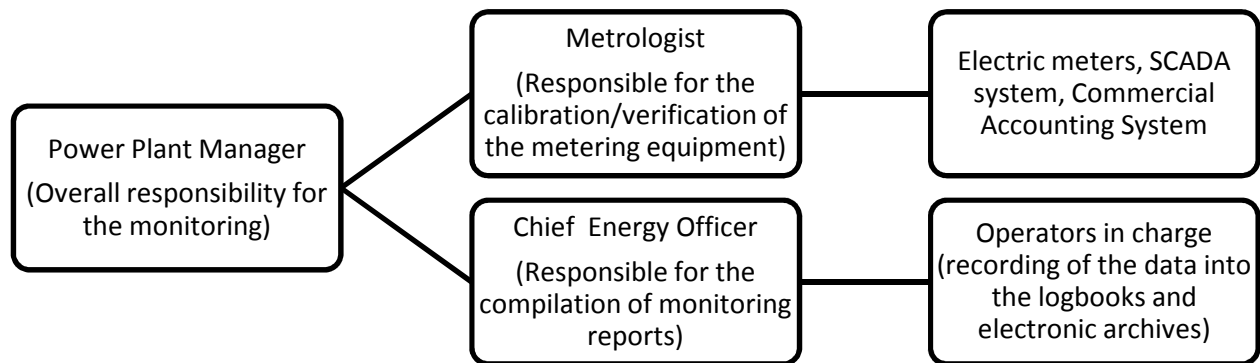 Power Plant Manager
(Overall responsibility for
the monitoring)
Metrologist
(Responsible for the
calibration/verification of
the metering equipment)
Electric meters, SCADA
system, Commercial
Accounting System
Chief  Energy Officer
(Responsible for the
compilation of monitoring
reports)
Operators in charge
(recording of the data into
the logbooks and
electronic archives)